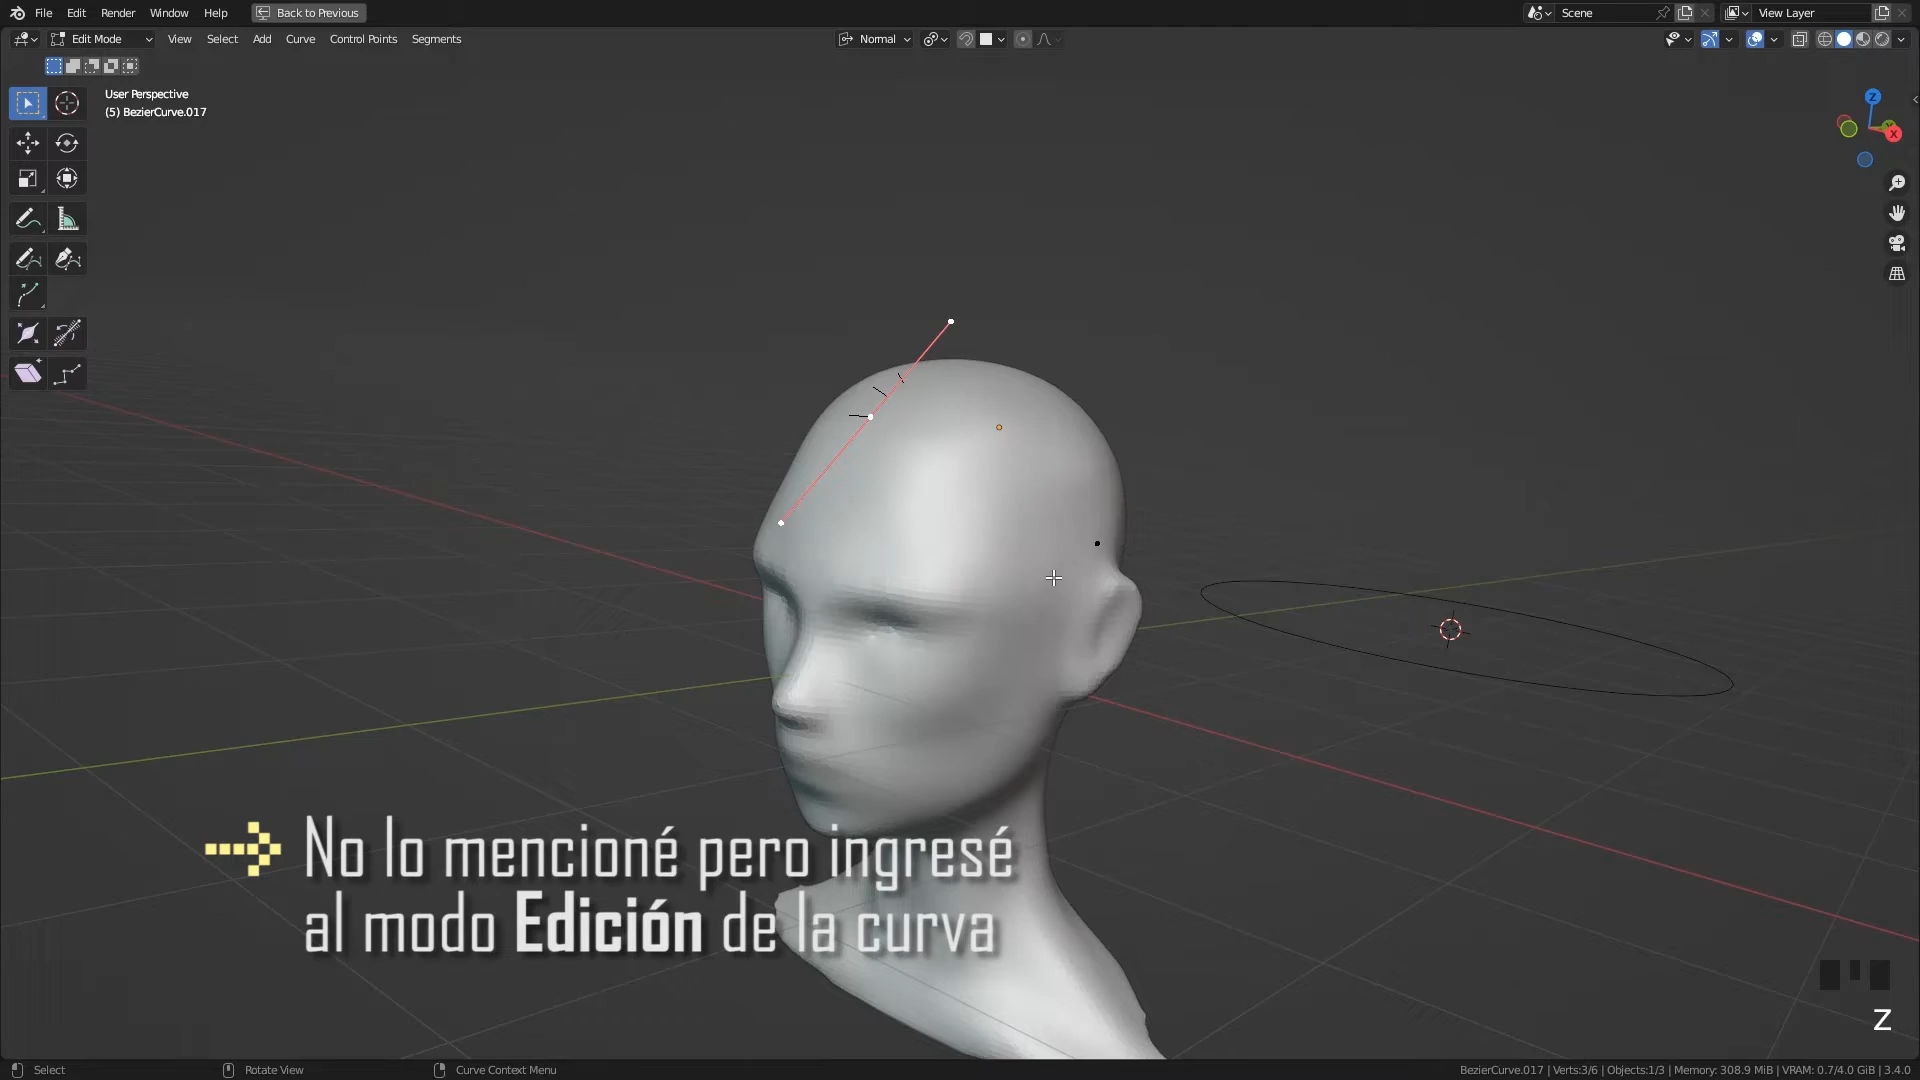 File Edit Render Window Help Back to Previous Scene View Layer
Edit Mode View Select Add Curve Control Points Segments Normal
User Perspective
(5) BezierCurve.017
Z
X
No lo mencioné pero ingresé
al modo Edición de la curva
Z
Select Rotate View Curve Context Menu BezierCurve.017 | Verts:3/6 | Objects:1/3 | Memory: 308.9 MiB | VRAM: 0.7/4.0 GiB | 3.4.0